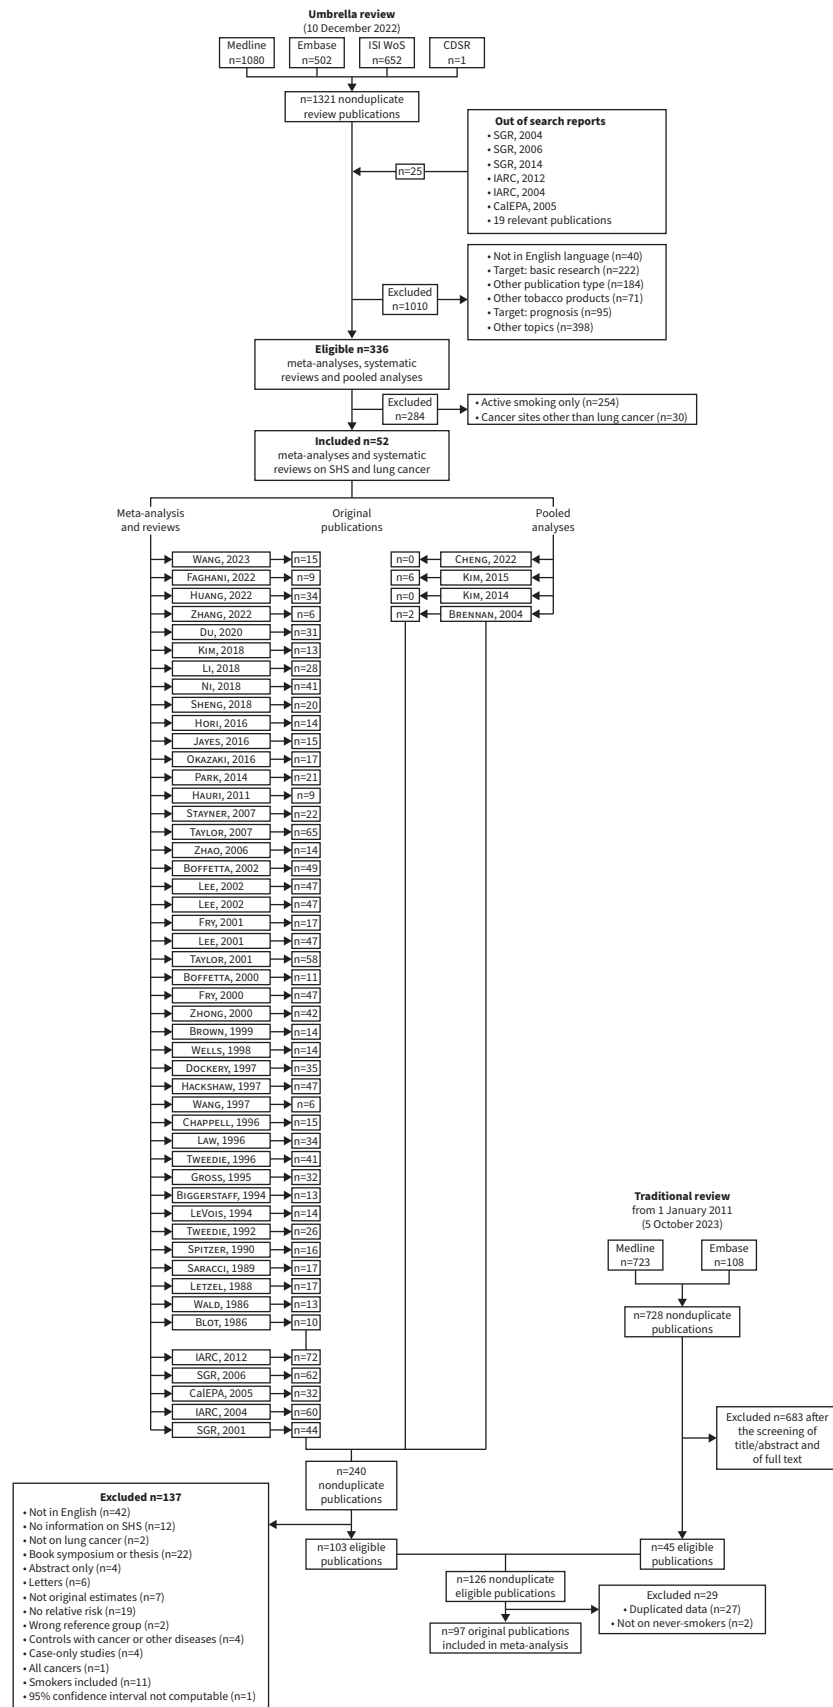 Umbrella review
(10 December 2022)
Medline
n=1080
Embase
n=502
ISI WoS
n=652
CDSR
n=1
n=1321 nonduplicate
review publications
Out of search reports
• SGR, 2004
• SGR, 2006
• SGR, 2014
• IARC, 2012
• IARC, 2004
• CalEPA, 2005
• 19 relevant publications
n=25
• Not in English language (n=40)
• Target: basic research (n=222)
• Other publication type (n=184)
• Other tobacco products (n=71)
• Target: prognosis (n=95)
• Other topics (n=398)
Excluded
n=1010
Eligible n=336
meta-analyses, systematic
reviews and pooled analyses
Excluded
n=284
• Active smoking only (n=254)
• Cancer sites other than lung cancer (n=30)
Included n=52
meta-analyses and systematic
reviews on SHS and lung cancer
Meta-analysis
and reviews
Original
publications
Pooled
analyses
WANG, 2023 n=15 n=0 CHENG, 2022
FAGHANI, 2022 n=9 n=6 KIM, 2015
HUANG, 2022 n=34 n=0 KIM, 2014
ZHANG, 2022 n=6 n=2 BRENNAN, 2004
DU, 2020 n=31
KIM, 2018 n=13
LI, 2018 n=28
NI, 2018 n=41
SHENG, 2018 n=20
HORI, 2016 n=14
JAYES, 2016 n=15
OKAZAKI, 2016 n=17
PARK, 2014 n=21
HAURI, 2011 n=9
STAYNER, 2007 n=22
TAYLOR, 2007 n=65
ZHAO, 2006 n=14
BOFFETTA, 2002 n=49
LEE, 2002 n=47
LEE, 2002 n=47
FRY, 2001 n=17
LEE, 2001 n=47
TAYLOR, 2001 n=58
BOFFETTA, 2000 n=11
FRY, 2000 n=47
ZHONG, 2000 n=42
BROWN, 1999 n=14
WELLS, 1998 n=14
DOCKERY, 1997 n=35
HACKSHAW, 1997 n=47
WANG, 1997 n=6
CHAPPELL, 1996 n=15
LAW, 1996 n=34
TWEEDIE, 1996 n=41
GROSS, 1995 n=32
BIGGERSTAFF, 1994 n=13
LEVOIS, 1994 n=14
TWEEDIE, 1992 n=26
SPITZER, 1990 n=16
SARACCI, 1989 n=17
LETZEL, 1988 n=17
WALD, 1986 n=13
BLOT, 1986 n=10
IARC, 2012 n=72
SGR, 2006 n=62
CalEPA, 2005 n=32
IARC, 2004 n=60
SGR, 2001 n=44
Traditional review
from 1 January 2011
(5 October 2023)
Medline
n=723
Embase
n=108
n=728 nonduplicate
publications
Excluded n=683 after
the screening of
title/abstract and
of full text
n=240
nonduplicate
publications
Excluded n=137
• Not in English (n=42)
• No information on SHS (n=12)
• Not on lung cancer (n=2)
• Book symposium or thesis (n=22)
• Abstract only (n=4)
• Letters (n=6)
• Not original estimates (n=7)
• No relative risk (n=19)
• Wrong reference group (n=2)
• Controls with cancer or other diseases (n=4)
• Case-only studies (n=4)
• All cancers (n=1)
• Smokers included (n=11)
• 95% confidence interval not computable (n=1)
n=103 eligible
publications
n=45 eligible
publications
n=126 nonduplicate
eligible publications
Excluded n=29
• Duplicated data (n=27)
• Not on never-smokers (n=2)
n=97 original publications
included in meta-analysis